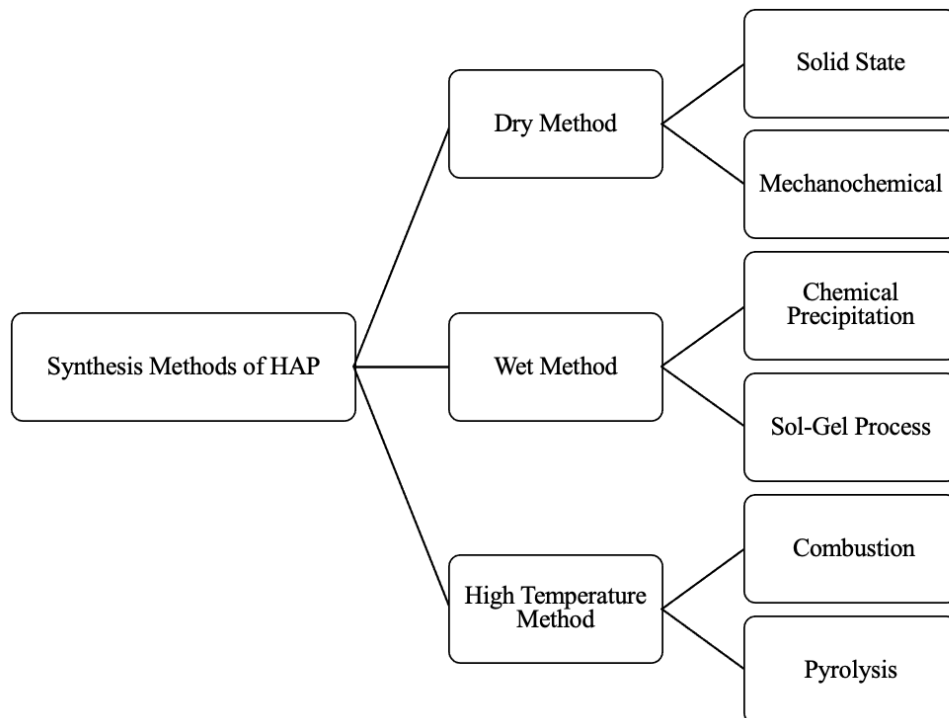 Synthesis Methods of HAP
Dry Method
Solid State
Mechanochemical
Wet Method
Chemical
Precipitation
Sol-Gel Process
High Temperature
Method
Combustion
Pyrolysis